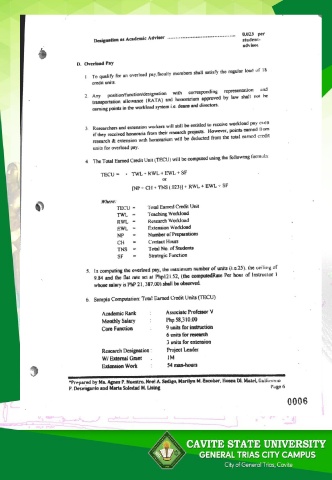 Designation as Academic Adviser ------------------------------ 0.025 per
student-
advisee
D. Overload Pay
1. To qualify for an overload pay, faculty members shall satisfy the regular load of 18
credit units
2. Any position/function/designation with corresponding representation and
transportation allowance (RATA) and honorarium approved by law shall not be
earning points in the workload system i.e. deans and directors.
3. Researchers and extension workers will still be entitled to receive workload pay even
if they received honoraria from their research projects. However, points earned from
research & extension with honorarium will be deducted from the total earned credit
units for overload pay.
4. The Total Earned Credit Unit (TECU) will be computed using the following formula
TECU = TWL + RWL + EWL + SF
or
[NP + CH + TNS (.023)] + RWL + EWL + SF
Where:
TECU = Total Earned Credit Unit
TWL = Teaching Workload
RWL = Research Workload
EWL = Extension Workload
NP = Number of Preparations
CH = Contact Hours
TNS = Total No. of Students
SF = Strategic Function
5. In computing the overload pay, the maximum number of units (i.e.25), the ceiling of
9.84 and the flat rate set at Php121.52, (the computed Rate Per hour of Instructor I
whose salary is PhP 21, 387.00) shall be observed.
6. Sample Computation: Total Earned Credit Units (TECU)
Academic Rank : Associate Professor V
Monthly Salary : Php 58,310.00
Core Function : 9 units for instruction
6 units for research
3 units for extension
Research Designation : Project Leader
W/ External Grant : 1M
Extension Work : 54 man-hours
*Prepared by Ma. Agnes P. Nuestro, Noel A. Sedigo, Marilyn M. Escobar, Hosea DL Matel,
P. Desengano and Marla Soledad M. Lising Page 6
0006
CAVITE STATE UNIVERSITY
GENERAL TRIAS CITY CAMPUS
City of General Trias, Cavite